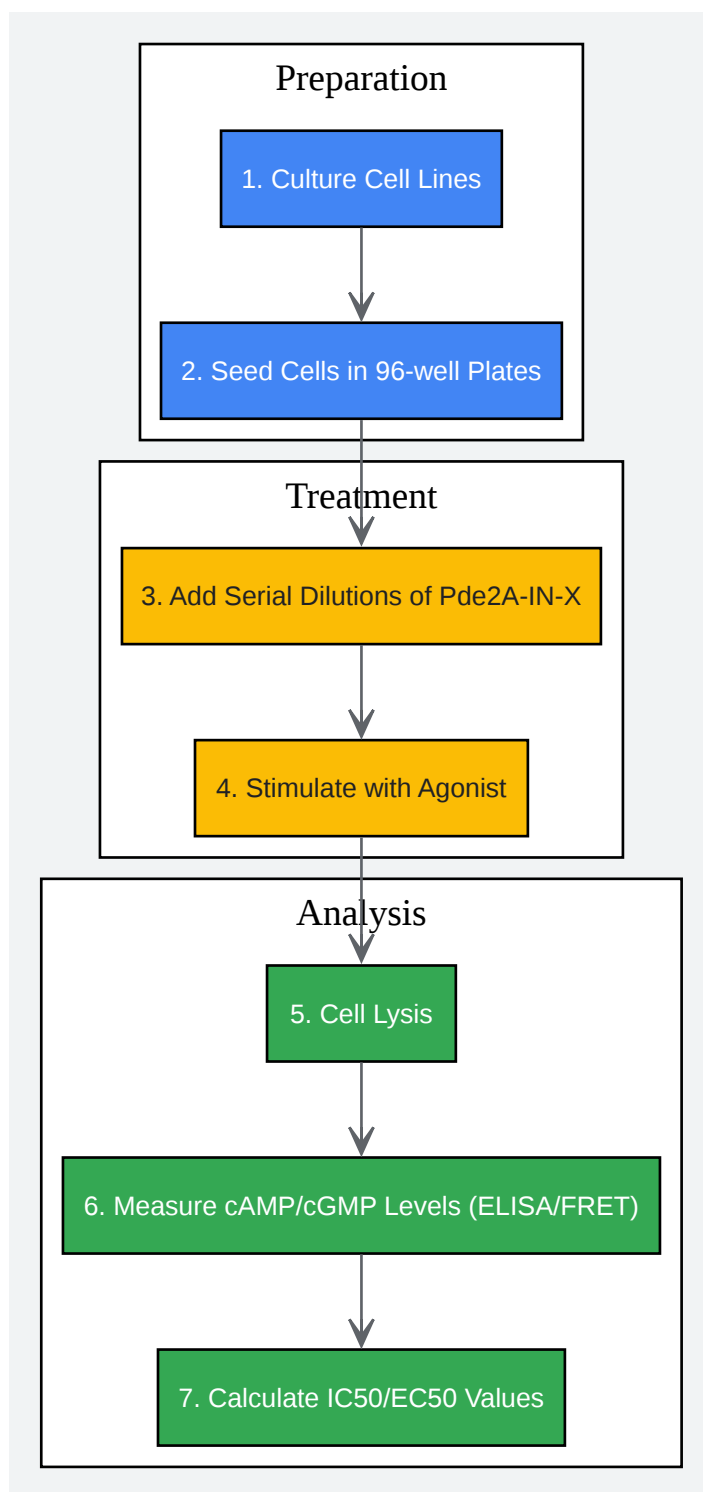 Preparation
1. Culture Cell Lines
2. Seed Cells in 96-well Plates
Treatment
3. Add Serial Dilutions of Pde2A-IN-X
4. Stimulate with Agonist
Analysis
5. Cell Lysis
6. Measure cAMP/cGMP Levels (ELISA/FRET)
7. Calculate IC50/EC50 Values